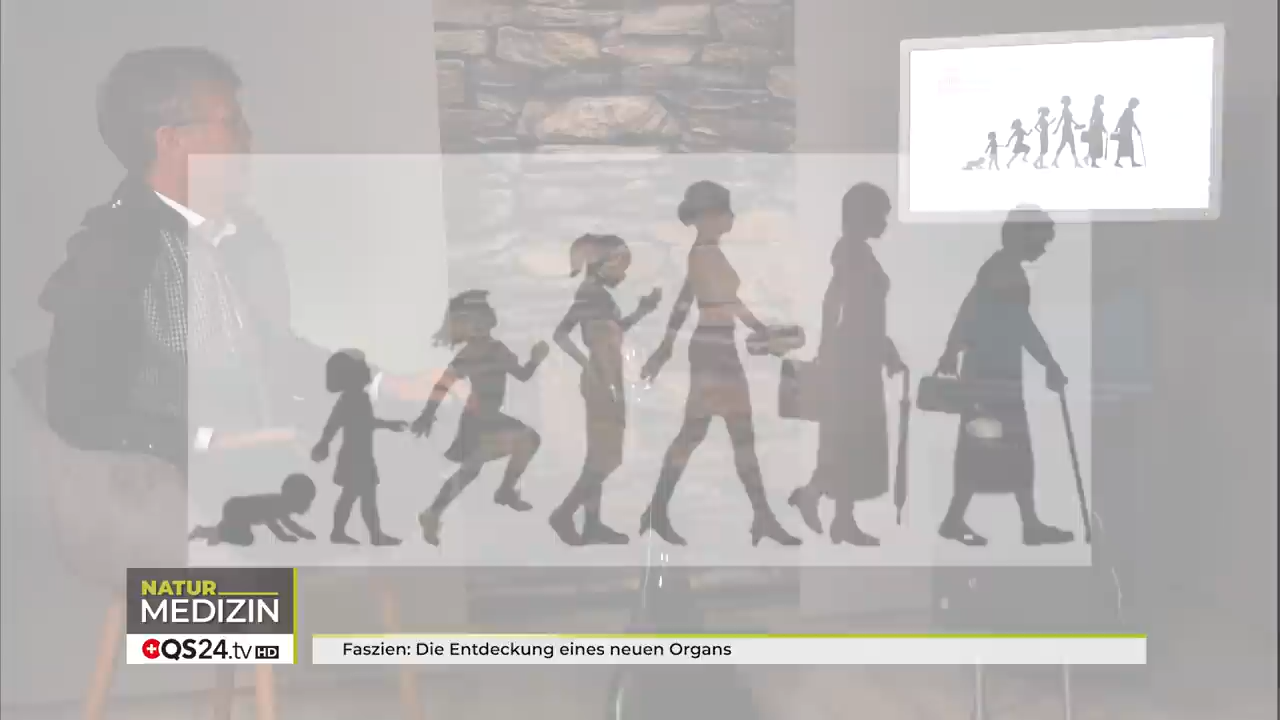 NATUR
MEDIZIN
QS24.tv HD
Faszien: Die Entdeckung eines neuen Organs